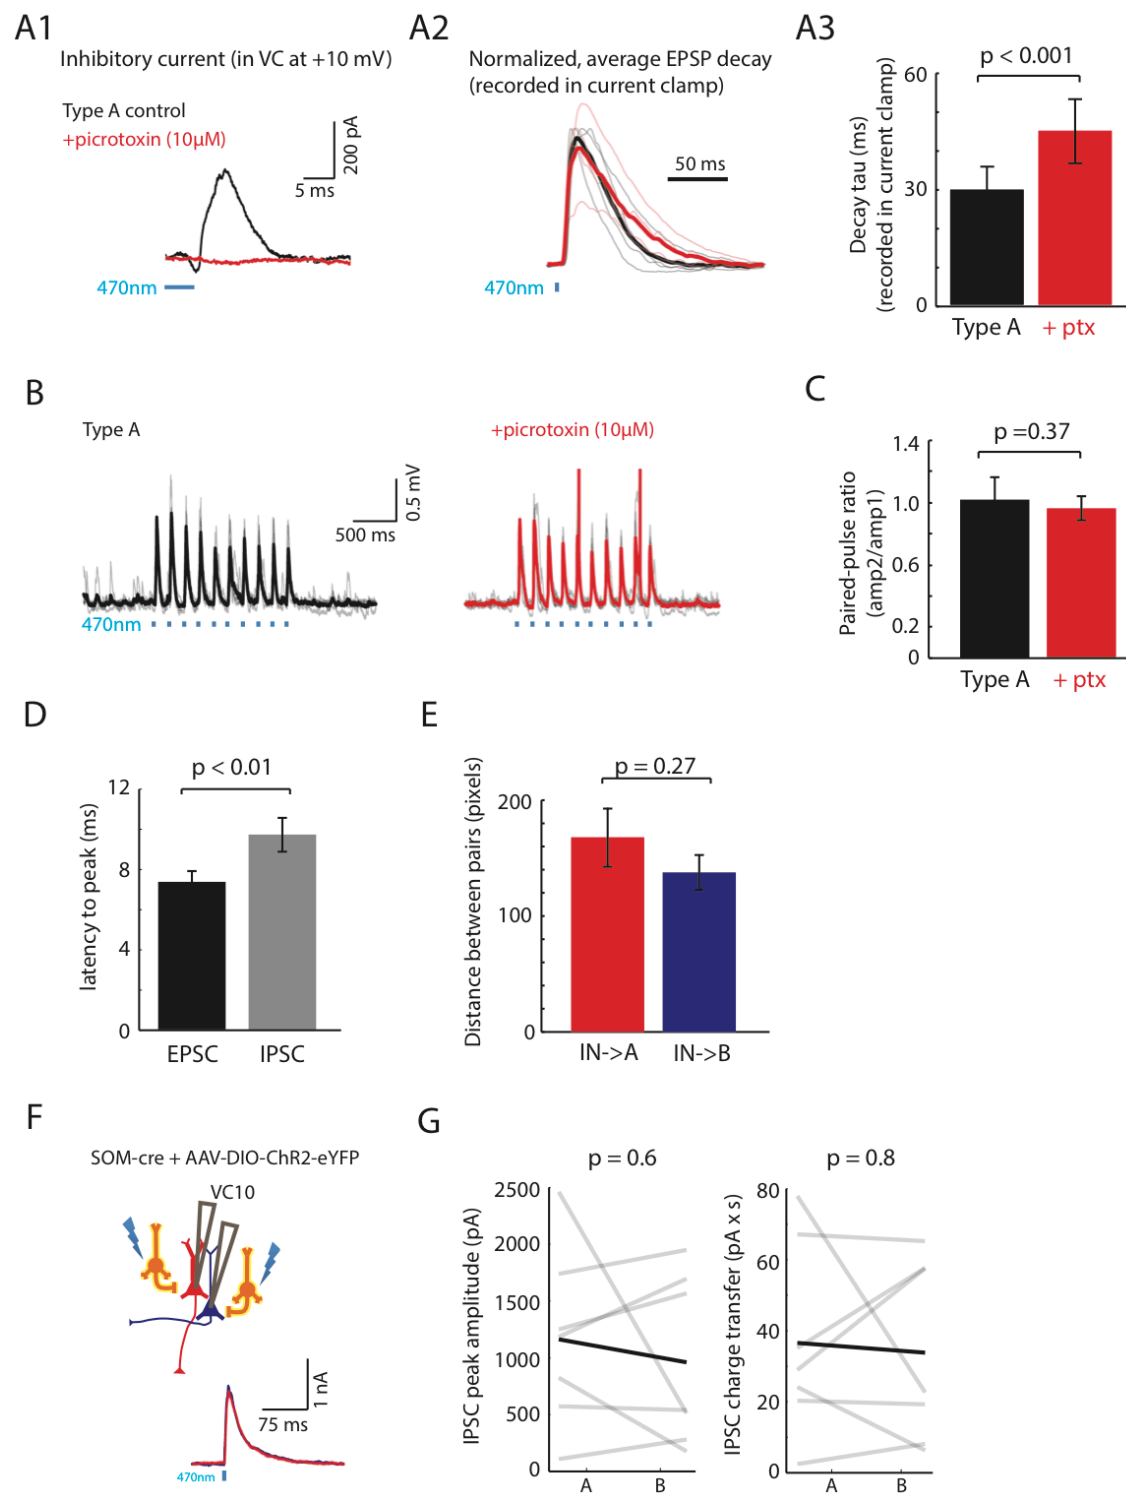 A1
Inhibitory current (in VC at +10 mV)
Type A control
+picrotoxin (10μM)
200 pA
5 ms
470nm
A2
Normalized, average EPSP decay
(recorded in current clamp)
50 ms
470nm
A3
p < 0.001
Decay tau (ms)
(recorded in current clamp)
60
30
0
Type A
+ ptx
B
Type A
0.5 mV
500 ms
470nm
+picrotoxin (10μM)
C
p =0.37
Paired-pulse ratio
(amp2/amp1)
1.4
1.0
0.6
0.2
0
Type A
+ ptx
D
p < 0.01
latency to peak (ms)
12
8
4
0
EPSC
IPSC
E
p = 0.27
Distance between pairs (pixels)
200
100
0
IN->A
IN->B
F
SOM-cre + AAV-DIO-ChR2-eYFP
VC10
1 nA
75 ms
470nm
G
p = 0.6
IPSC peak amplitude (pA)
2500
2000
1500
1000
500
0
A
B
p = 0.8
IPSC charge transfer (pA x s)
80
60
40
20
0
A
B